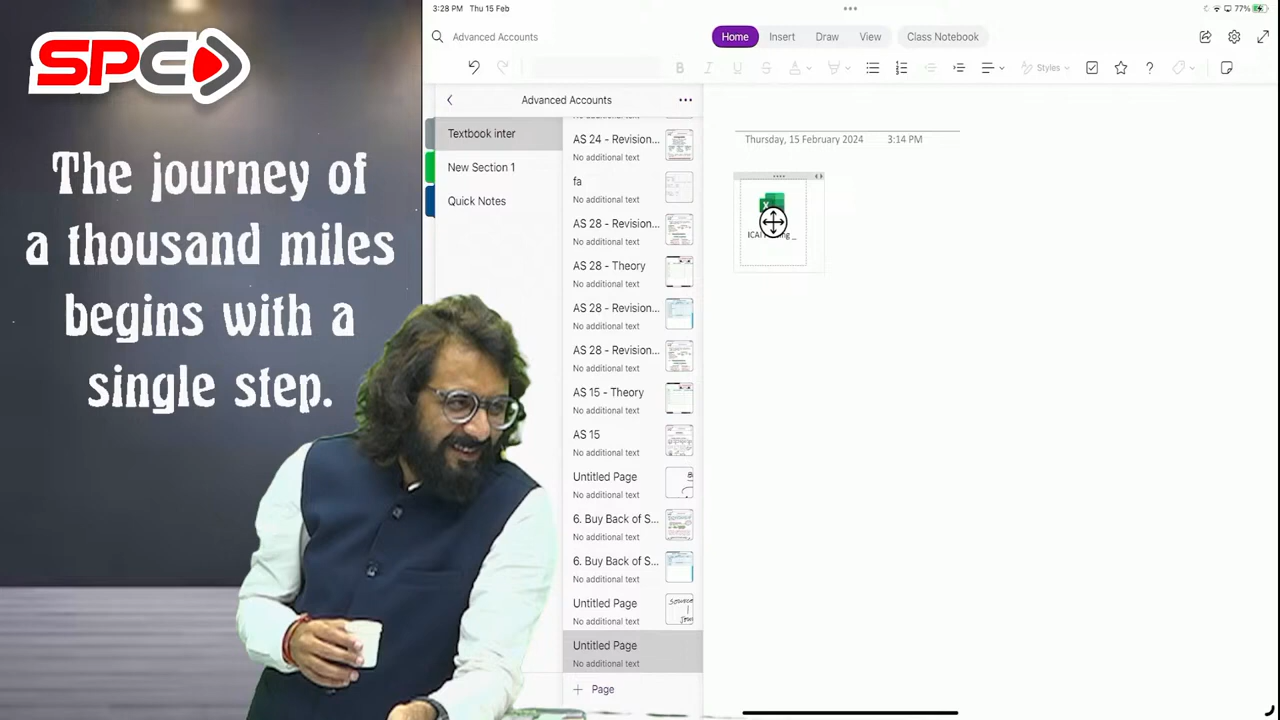 SPE
The journey of
a thousand miles
begins with a
single step.
3:28 PM Thu 15 Feb
77%
Advanced Accounts
Home Insert Draw View Class Notebook
Styles
Advanced Accounts
Textbook inter
New Section 1
Quick Notes
No additional text
AS 24 - Revision...
No additional text
fa
No additional text
AS 28 - Revision...
No additional text
AS 28 - Theory
No additional text
AS 28 - Revision...
No additional text
AS 28 - Revision...
No additional text
AS 15 - Theory
No additional text
AS 15
No additional text
Untitled Page
No additional text
6. Buy Back of S...
No additional text
6. Buy Back of S...
No additional text
Untitled Page
No additional text
Untitled Page
No additional text
Page
Thursday, 15 February 2024 3:14 PM